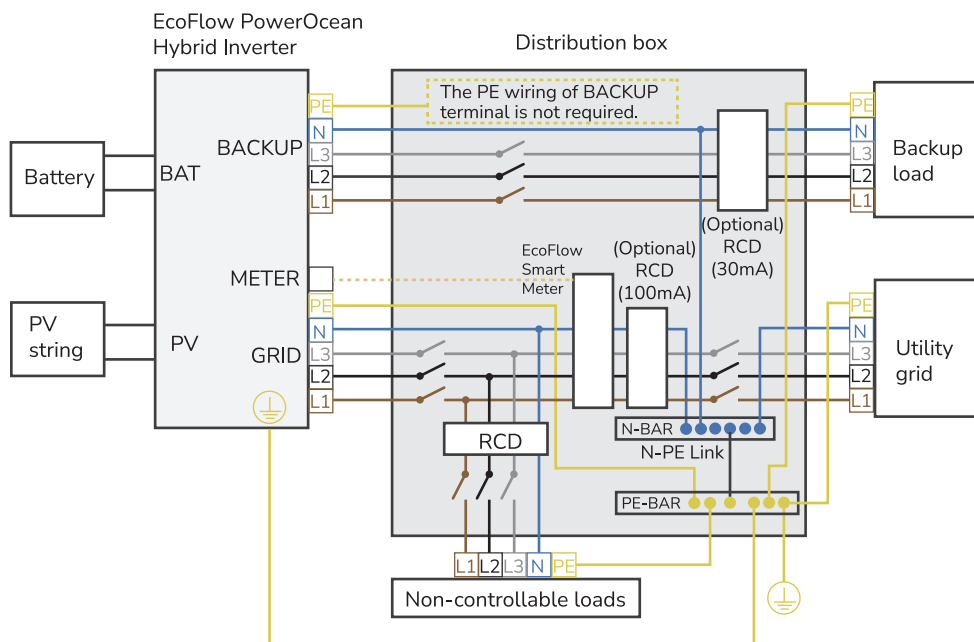 EcoFlow PowerOcean
Hybrid Inverter
Distribution box
PE
The PE wiring of BACKUP
terminal is not required.
PE
N
N
BACKUP
L3
L3
Backup
load
Battery
BAT
L2
L2
L1
L1
(Optional)
RCD
(30mA)
(Optional)
RCD
(100mA)
EcoFlow
Smart
Meter
METER
PE
PE
PV
string
PV
N
N
GRID
L3
L3
Utility
grid
L2
L2
L1
L1
N-BAR
RCD
N-PE Link
PE-BAR
L1
L2
L3
N
PE
Non-controllable loads